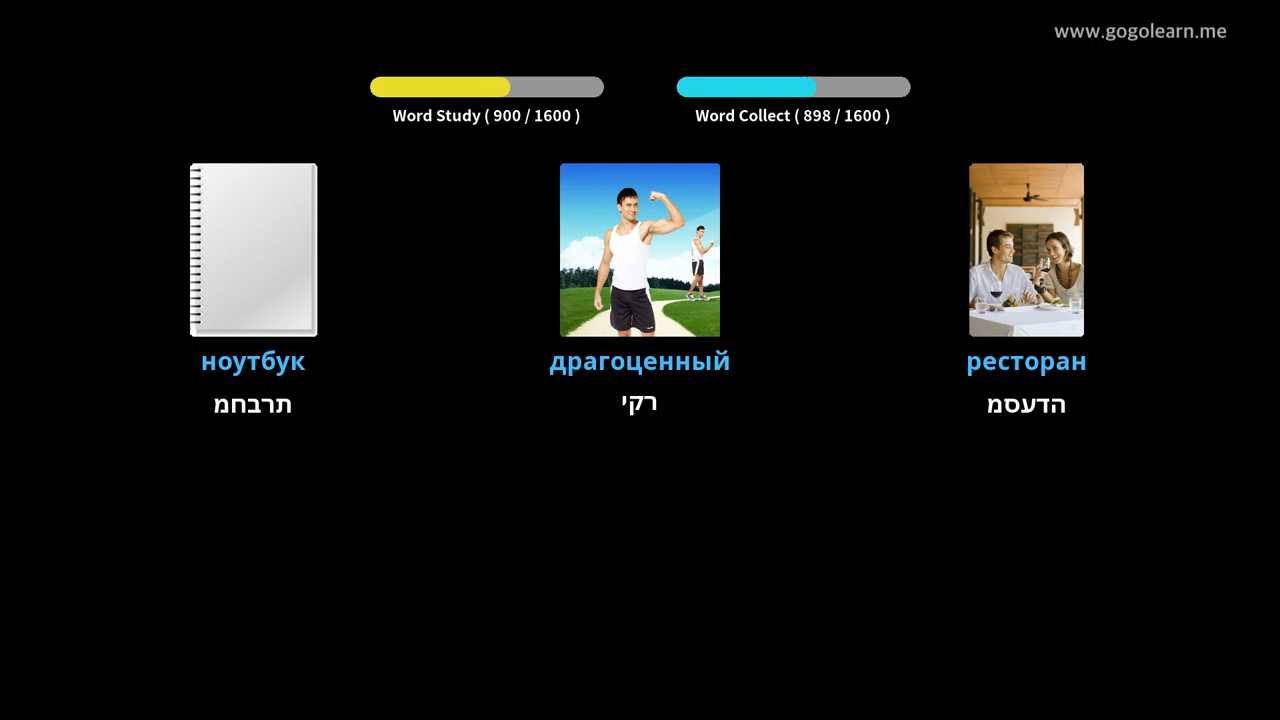 www.gogolearn.me
Word Study ( 900 / 1600 )
Word Collect ( 898 / 1600 )
ноутбук
драгоценный
ресторан
תרבחמ
רקי
הדעסמ